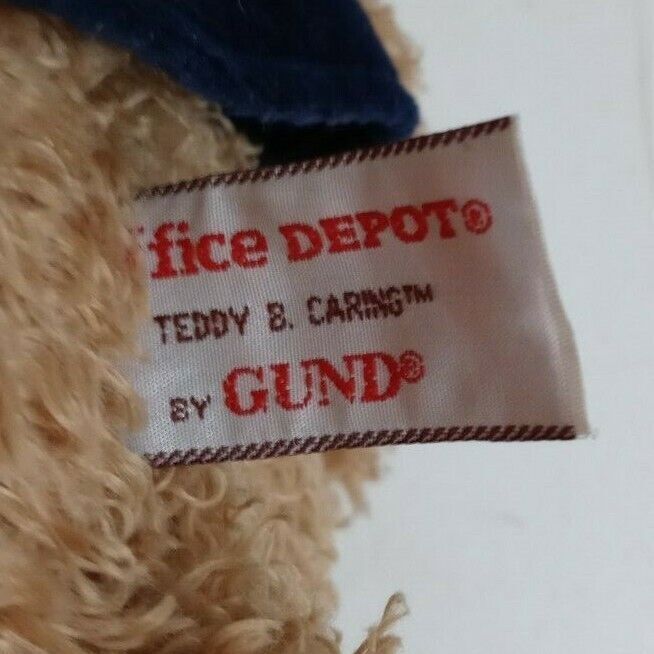 ffice DEPOT®
TEDDY B. CARING™
BY GUND®